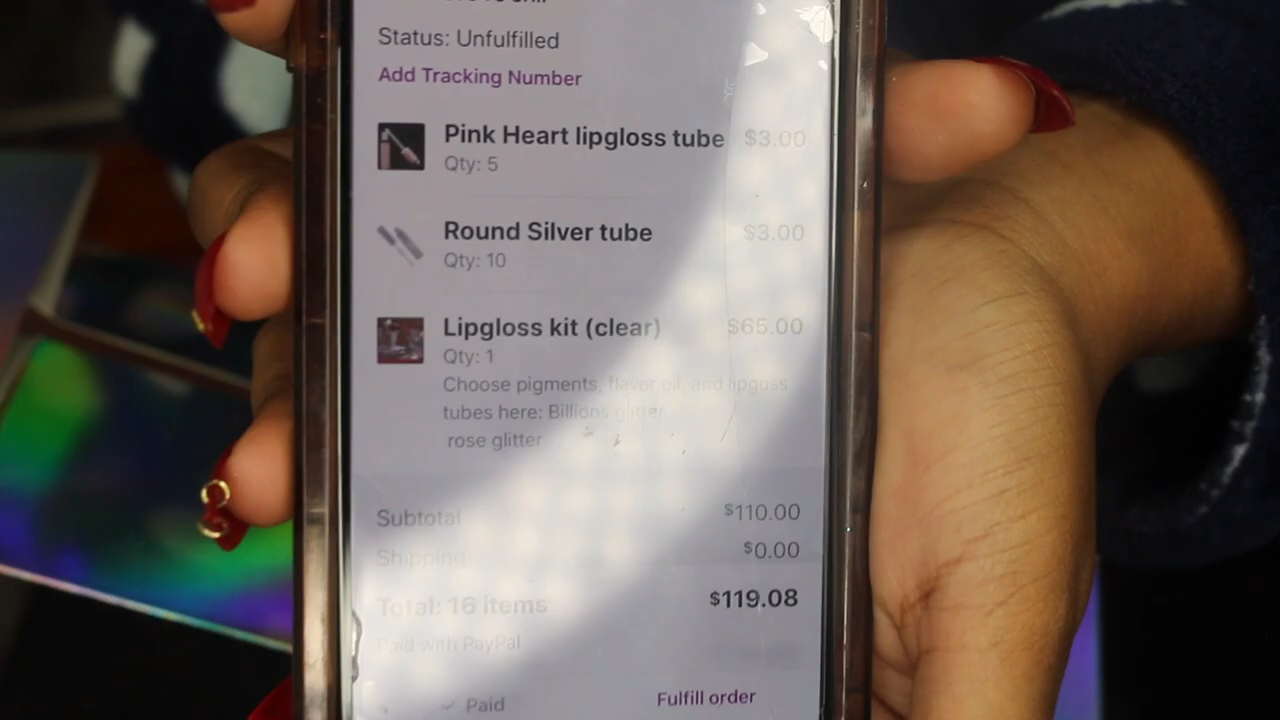 Status: Unfulfilled
Add Tracking Number
Pink Heart lipgloss tube $3.00
Qty: 5
Round Silver tube $3.00
Qty: 10
Lipgloss kit (clear) $65.00
Qty: 1
Choose pigments, flavor oil, and lipgoss
tubes here: Billions glitter
rose glitter
Subtotal $110.00
Shipping $0.00
Total: 16 items $119.08
Paid with PayPal
Paid Fulfill order